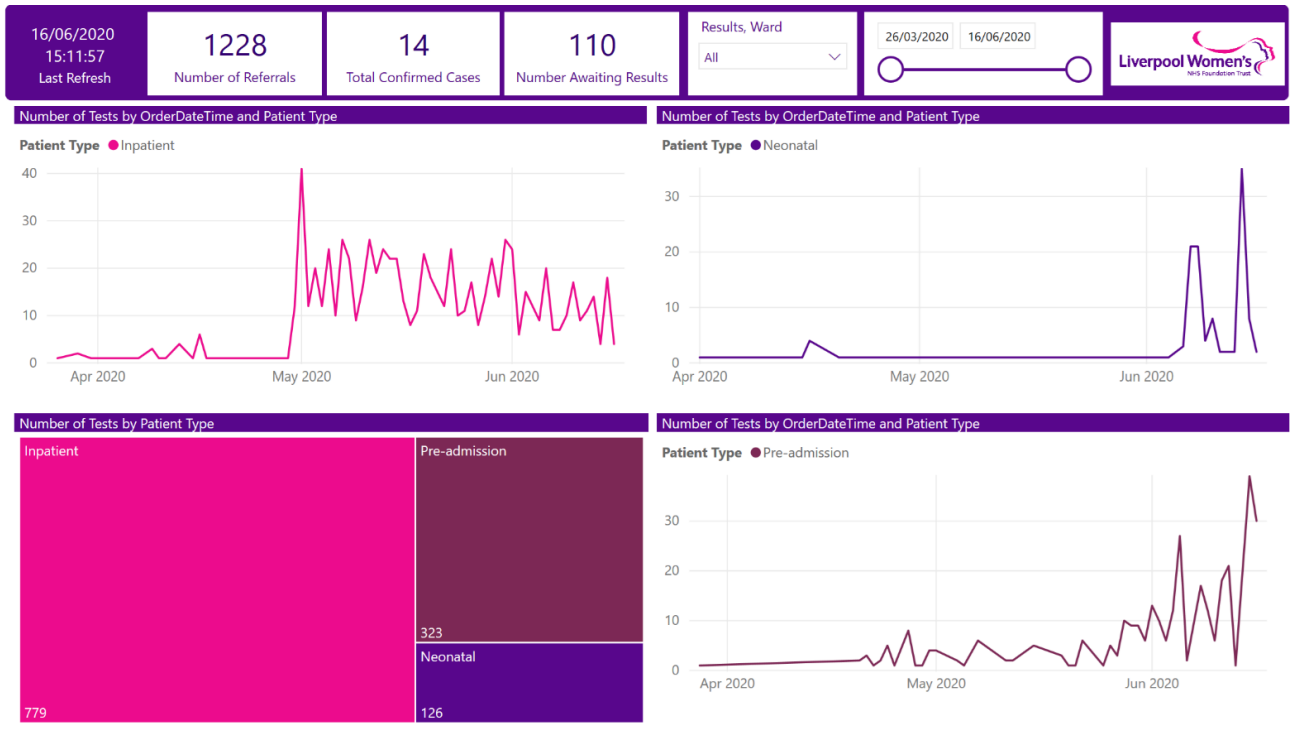 16/06/2020
15:11:57
Last Refresh
1228
Number of Referrals
14
Total Confirmed Cases
110
Number Awaiting Results
Results, Ward
All
26/03/2020 16/06/2020
Liverpool Women's
NHS Foundation Trust
Number of Tests by OrderDateTime and Patient Type
Patient Type Inpatient
40
30
20
10
0
Apr 2020 May 2020 Jun 2020
Number of Tests by OrderDateTime and Patient Type
Patient Type Neonatal
30
20
10
0
Apr 2020 May 2020 Jun 2020
Number of Tests by Patient Type
Inpatient
779
Pre-admission
323
Neonatal
126
Number of Tests by OrderDateTime and Patient Type
Patient Type Pre-admission
30
20
10
0
Apr 2020 May 2020 Jun 2020